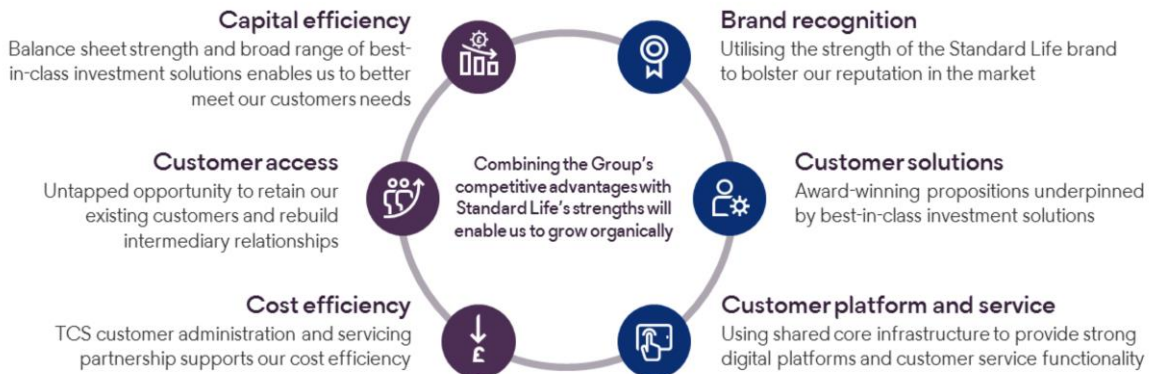 Capital efficiency
Balance sheet strength and broad range of best-
in-class investment solutions enables us to better
meet our customers needs
Brand recognition
Utilising the strength of the Standard Life brand
to bolster our reputation in the market
Customer access
Untapped opportunity to retain our
existing customers and rebuild
intermediary relationships
Combining the Group's
competitive advantages with
Standard Life's strengths will
enable us to grow organically
Customer solutions
Award-winning propositions underpinned
by best-in-class investment solutions
Cost efficiency
TCS customer administration and servicing
partnership supports our cost efficiency
£
£
Customer platform and service
Using shared core infrastructure to provide strong
digital platforms and customer service functionality